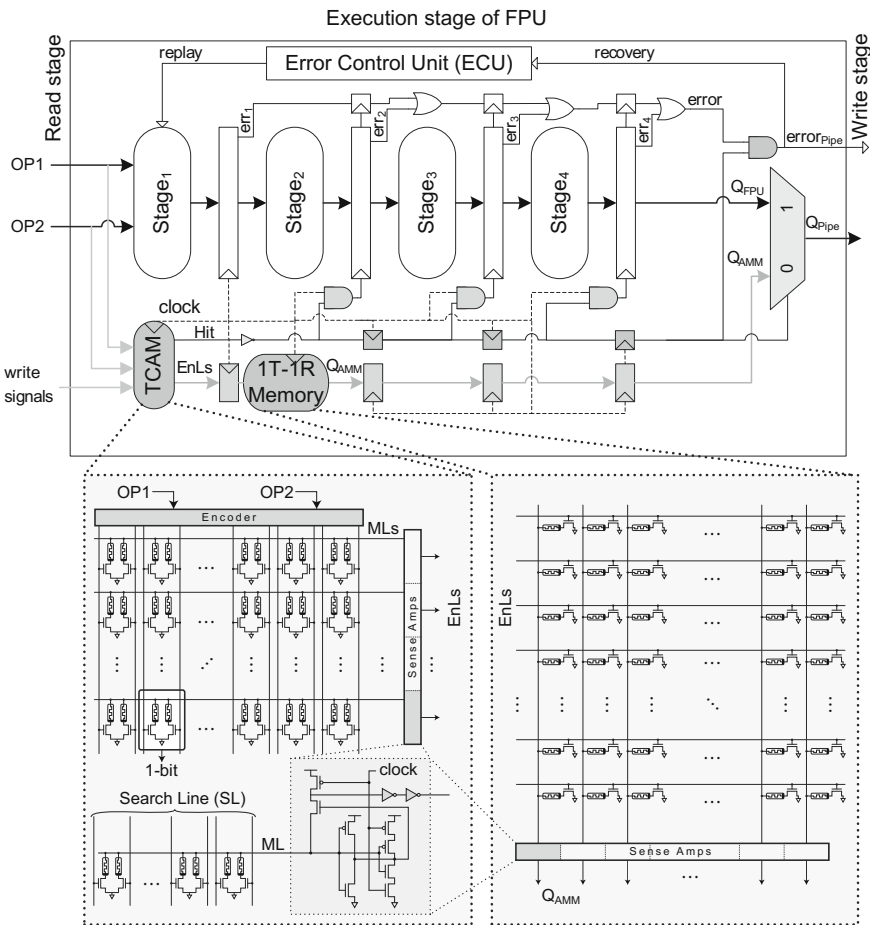 Execution stage of FPU
Read stage
Write stage
replay
Error Control Unit (ECU)
recovery
err1
err2
err3
err4
error
errorPipe
OP1
OP2
Stage1
Stage2
Stage3
Stage4
QFPU
QAMM
1
0
QPipe
clock
Hit
TCAM
EnLs
1T-1R
Memory
QAMM
write
signals
OP1
OP2
Encoder
MLs
Sense Amps
EnLs
1-bit
Search Line (SL)
ML
clock
EnLs
Sense Amps
QAMM